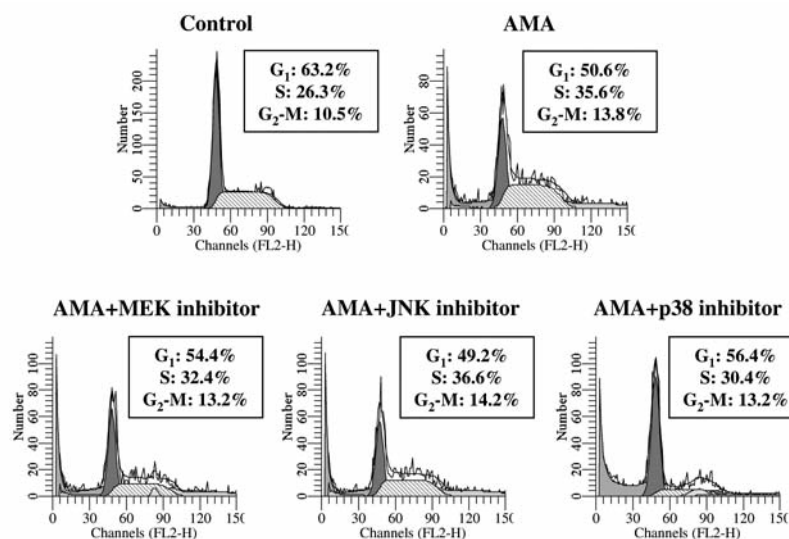 Control
G₁: 63.2%
S: 26.3%
G₂-M: 10.5%
Number
0 50 100 150 200
0 30 60 90 120 150
Channels (FL2-H)
AMA
G₁: 50.6%
S: 35.6%
G₂-M: 13.8%
Number
0 20 40 60 80
0 30 60 90 120 150
Channels (FL2-H)
AMA+MEK inhibitor
G₁: 54.4%
S: 32.4%
G₂-M: 13.2%
Number
0 20 40 60 80 100
0 30 60 90 120 150
Channels (FL2-H)
AMA+JNK inhibitor
G₁: 49.2%
S: 36.6%
G₂-M: 14.2%
Number
0 20 40 60 80 100
0 30 60 90 120 150
Channels (FL2-H)
AMA+p38 inhibitor
G₁: 56.4%
S: 30.4%
G₂-M: 13.2%
Number
0 20 40 60 80 100
0 30 60 90 120 150
Channels (FL2-H)